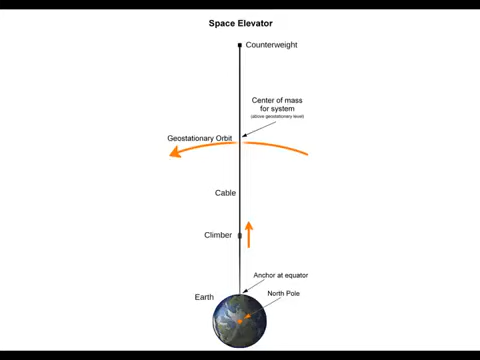 Space Elevator
Counterweight
Center of mass
for system
(above geostationary level)
Geostationary Orbit
Cable
Climber
Anchor at equator
Earth
North Pole